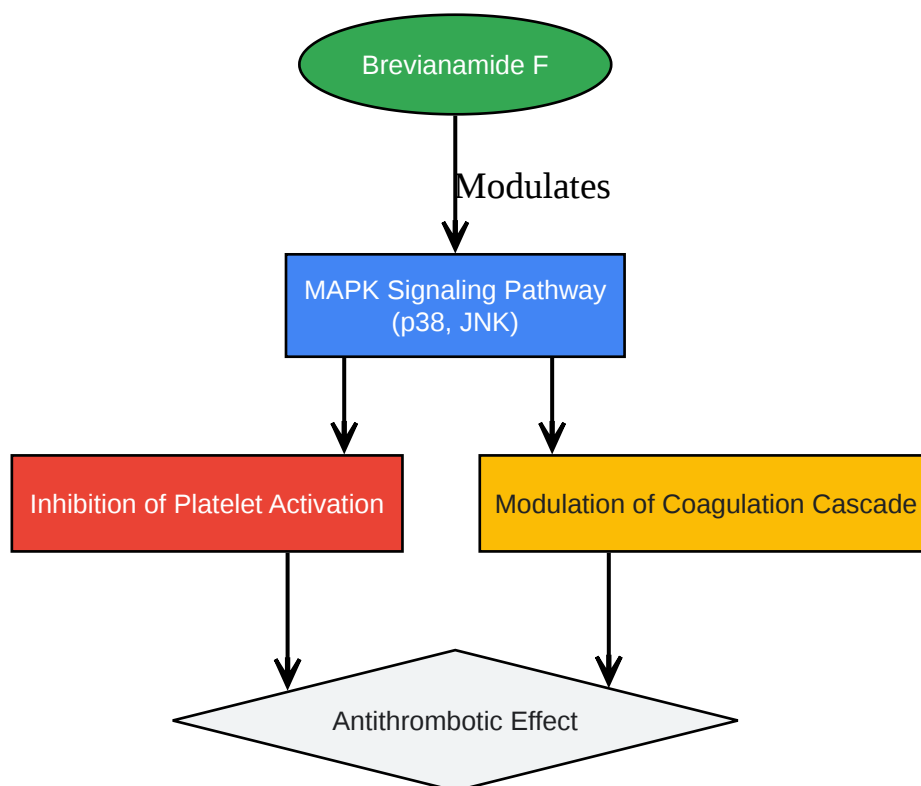 Brevianamide F
Modulates
MAPK Signaling Pathway
(p38, JNK)
Inhibition of Platelet Activation
Modulation of Coagulation Cascade
Antithrombotic Effect